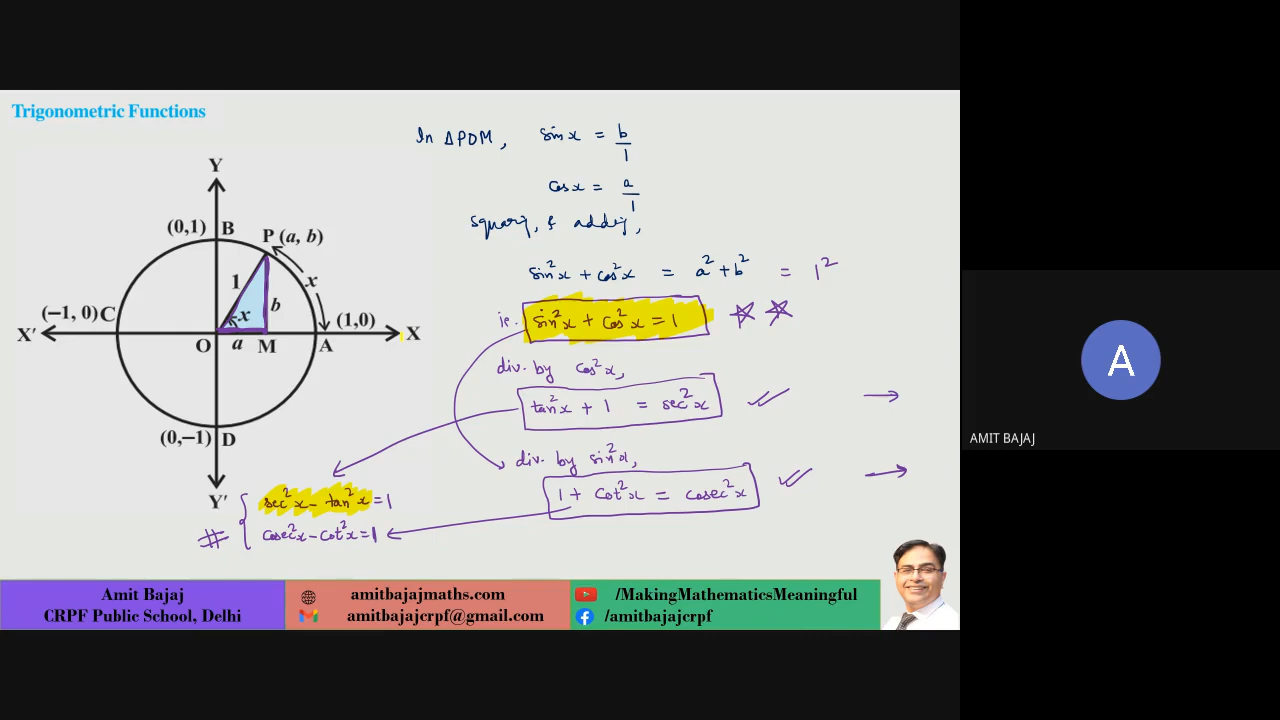 Trigonometric Functions
Y
(0,1) B
P (a, b)
1
x
x
b
(−1, 0) C
(1,0)
X′
X
O
a
M
A
(0,−1) D
Y′
In ΔPOM, sin x = b/1
cos x = a/1
squaring & adding,
sin²x + cos²x = a² + b² = 1²
ie. sin²x + cos²x = 1
div. by cos²x,
tan²x + 1 = sec²x
div. by sin²x,
1 + cot²x = cosec²x
sec²x − tan²x = 1
# cosec²x − cot²x = 1
Amit Bajaj
CRPF Public School, Delhi
amitbajajmaths.com
amitbajajcrpf@gmail.com
/MakingMathematicsMeaningful
/amitbajajcrpf
A
AMIT BAJAJ